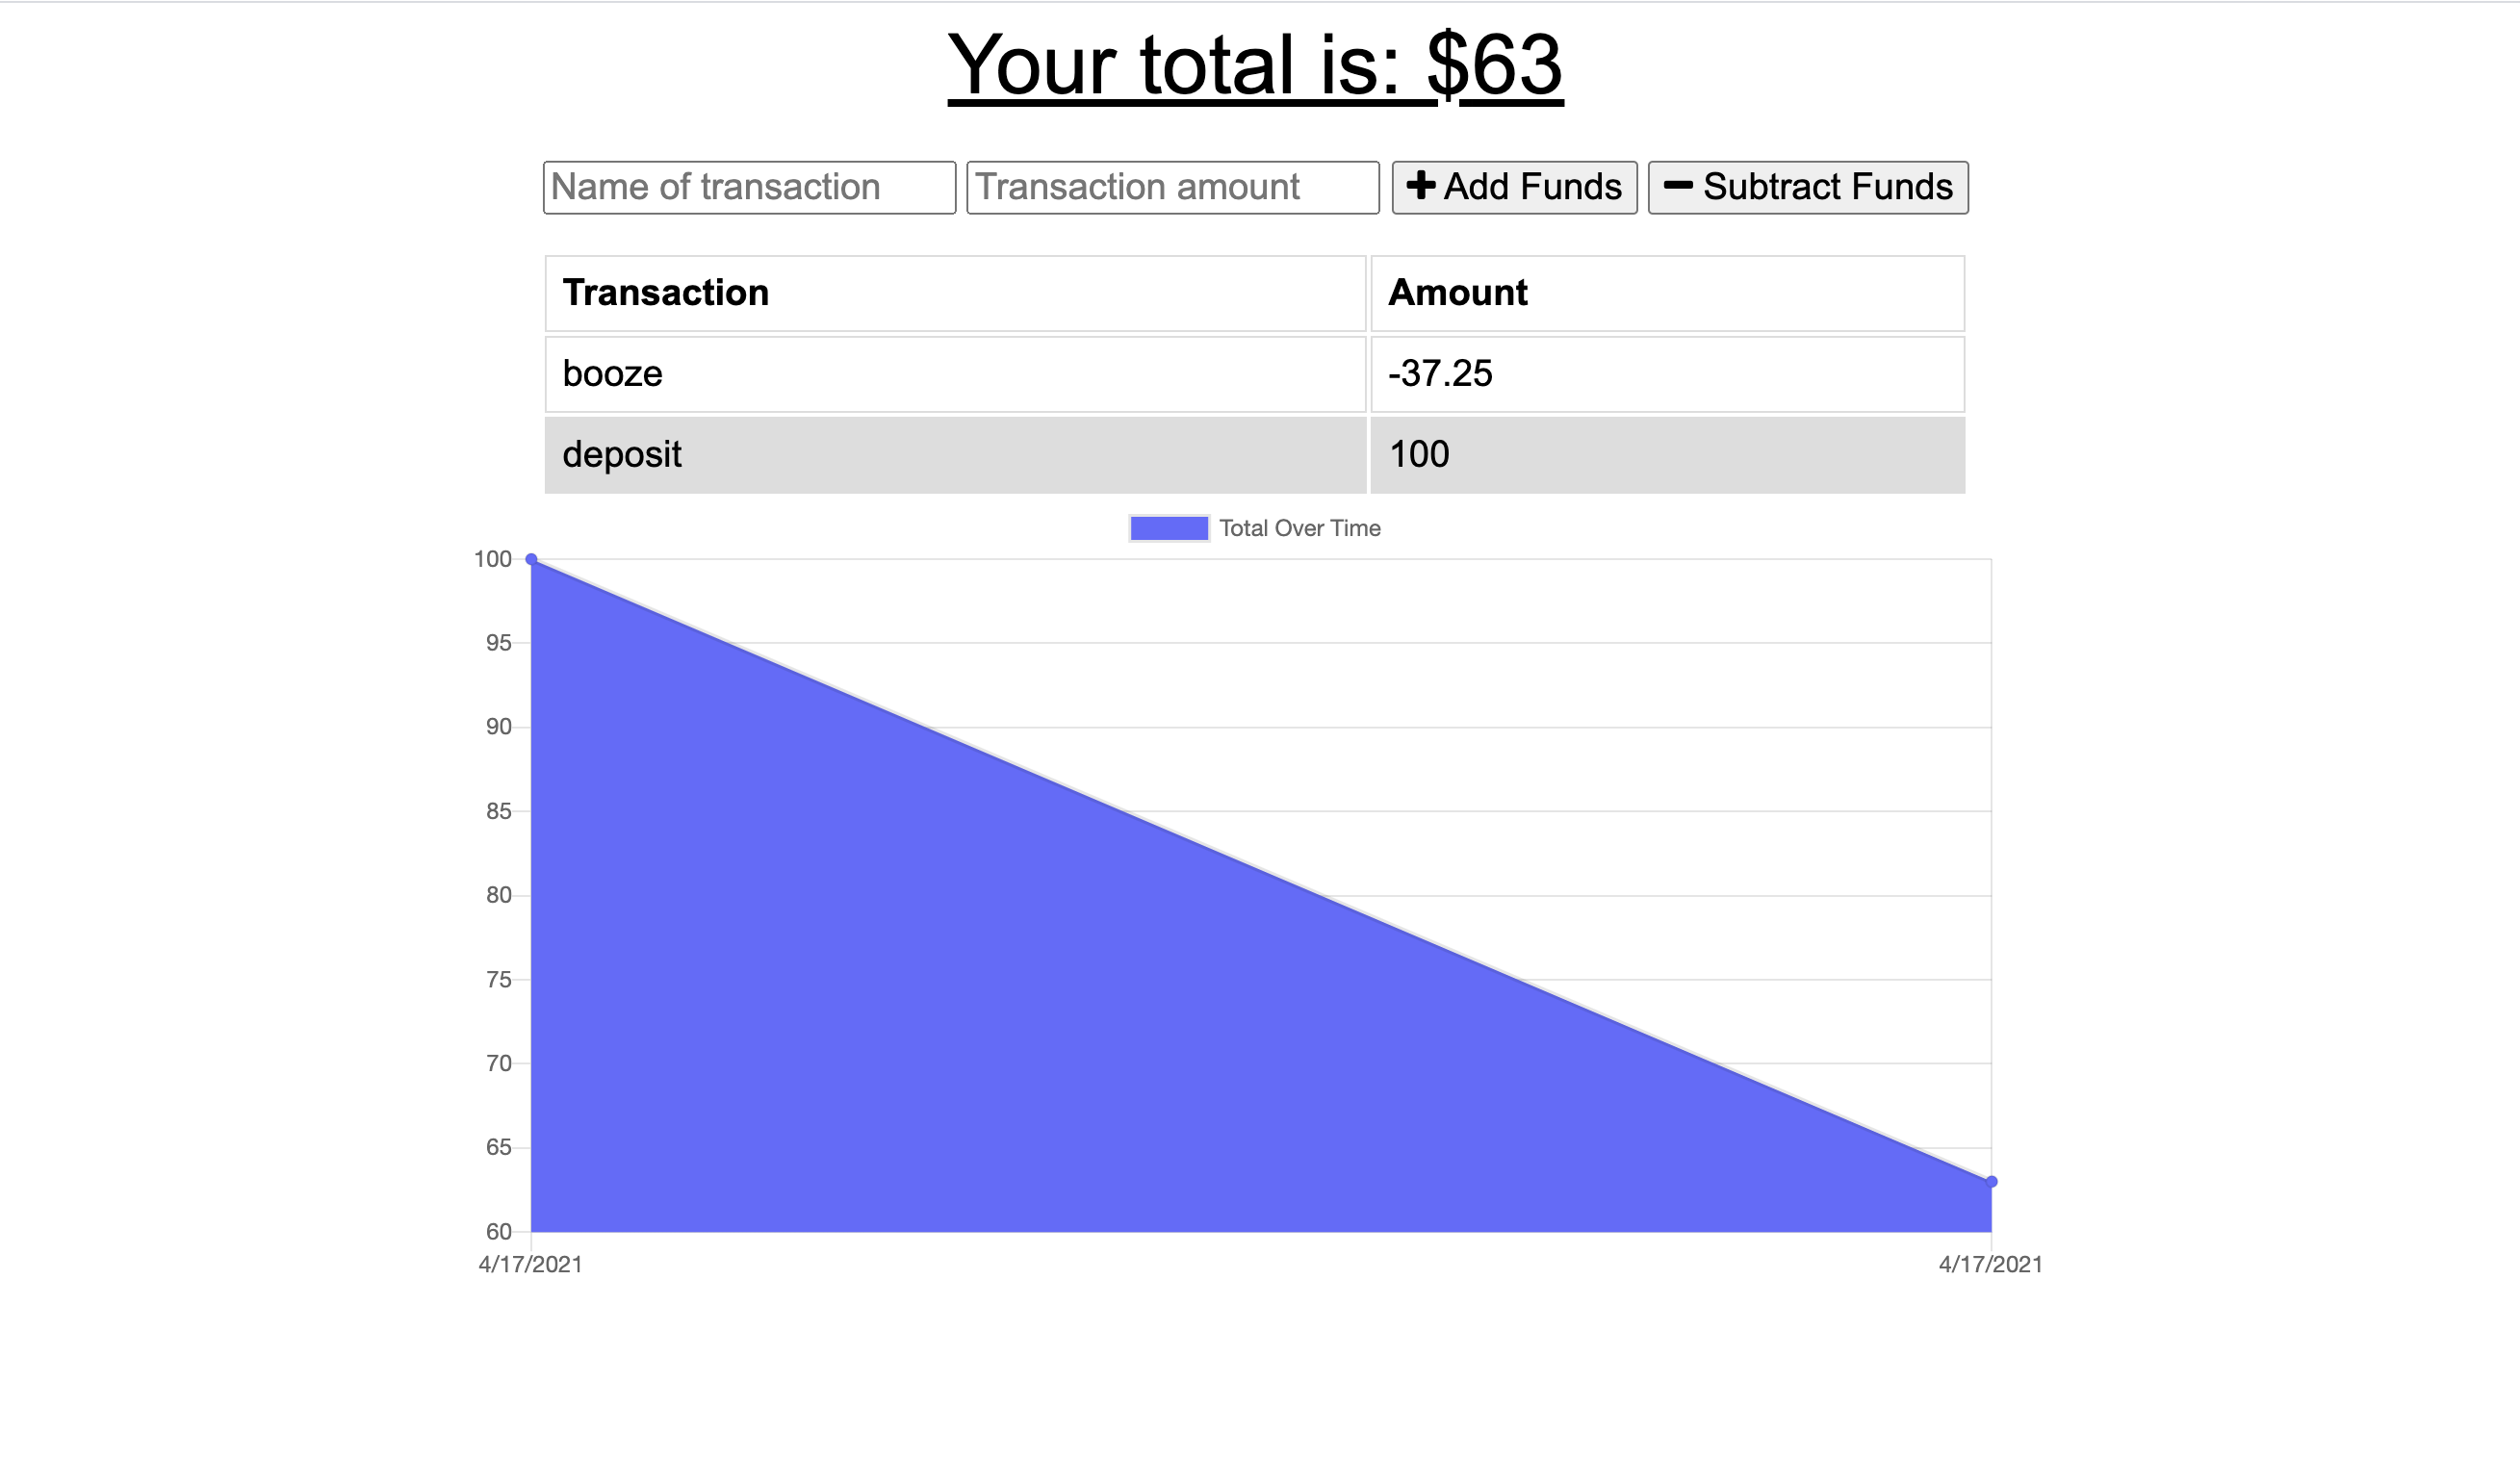 Your total is: $63
Name of transaction Transaction amount Add Funds Subtract Funds
Transaction Amount
booze -37.25
deposit 100
Total Over Time
100
95
90
85
80
75
70
65
60
4/17/2021 4/17/2021